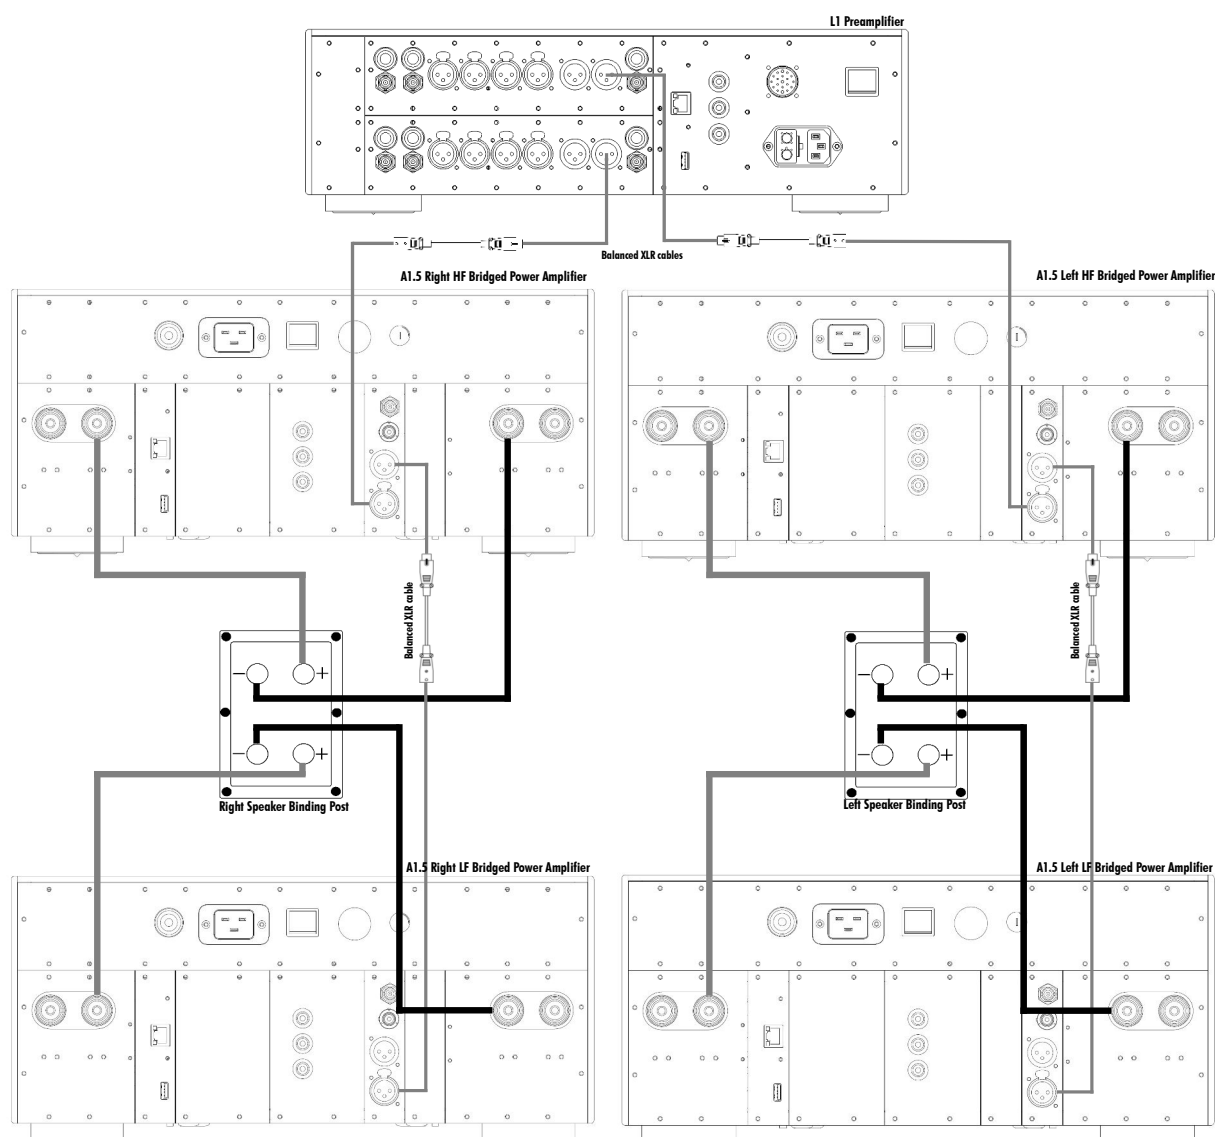 L1 Preamplifier
Balanced XLR cables
A1.5 Right HF Bridged Power Amplifier
A1.5 Left HF Bridged Power Amplifier
Balanced XLR cable
Balanced XLR cable
− +
− +
− +
− +
Right Speaker Binding Post
Left Speaker Binding Post
A1.5 Right LF Bridged Power Amplifier
A1.5 Left LF Bridged Power Amplifier